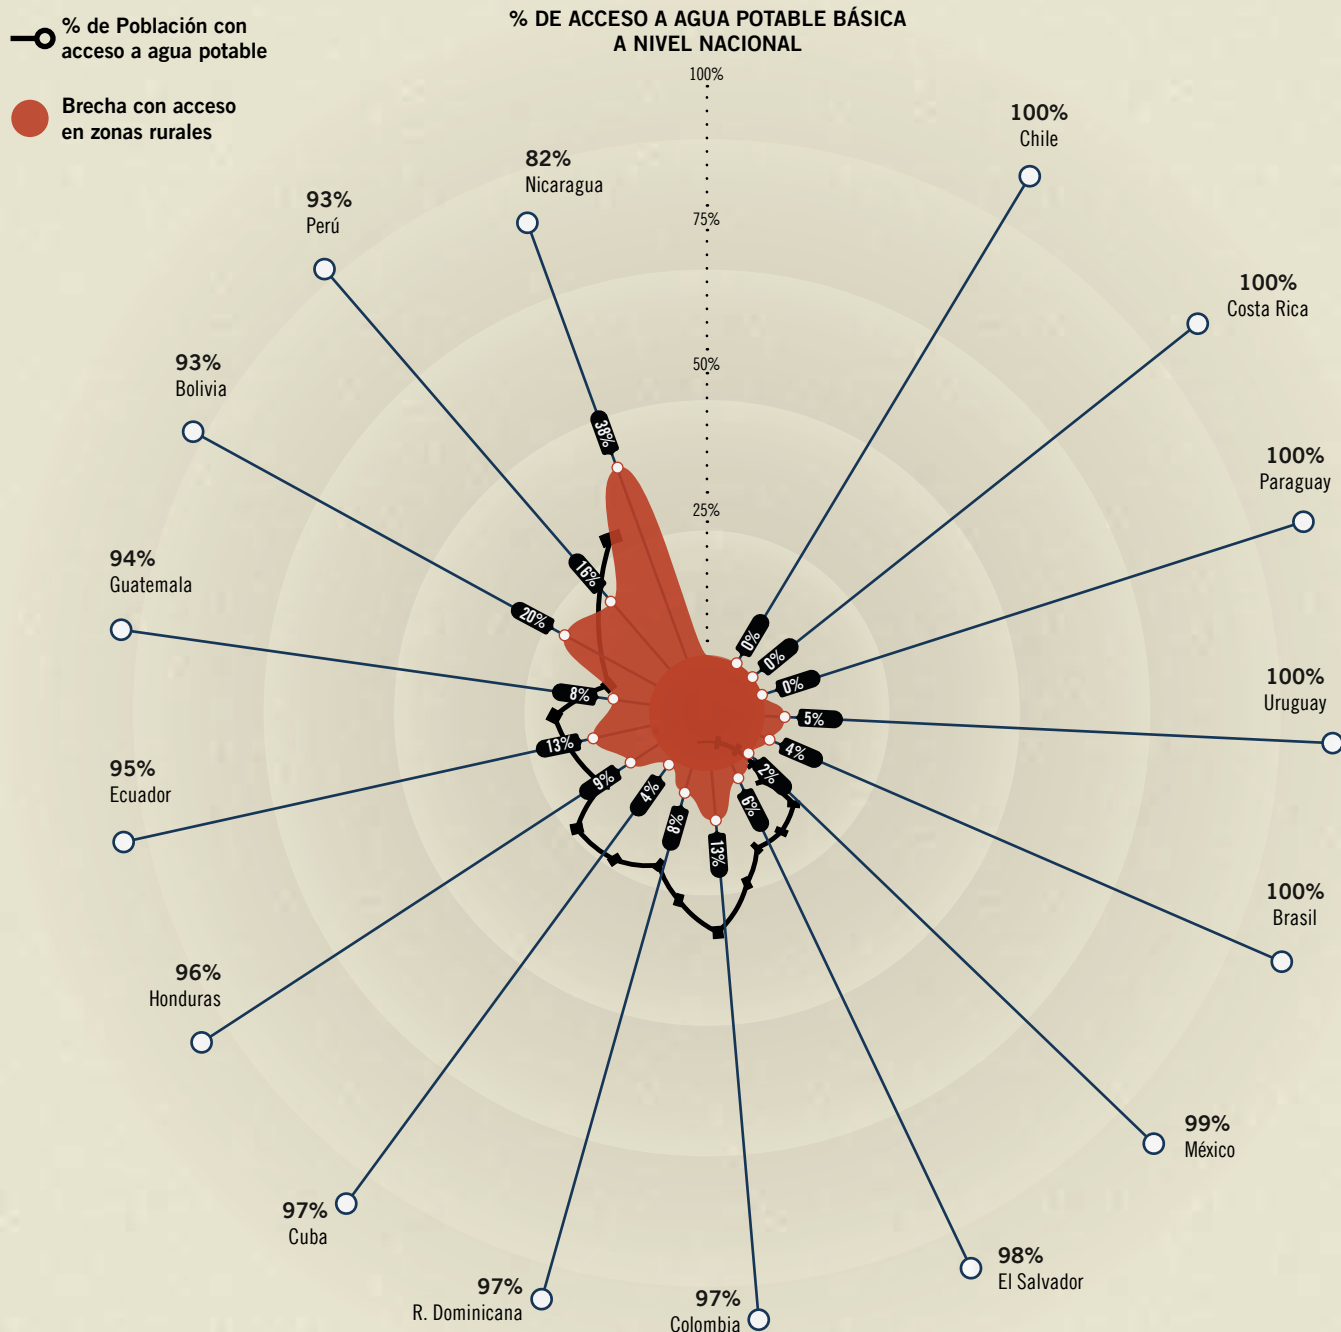 % de Población con
acceso a agua potable
Brecha con acceso
en zonas rurales
% DE ACCESO A AGUA POTABLE BÁSICA
A NIVEL NACIONAL
100%
75%
50%
25%
100%
Chile
100%
Costa Rica
100%
Paraguay
100%
Uruguay
100%
Brasil
99%
México
98%
El Salvador
97%
Colombia
97%
R. Dominicana
97%
Cuba
96%
Honduras
95%
Ecuador
94%
Guatemala
93%
Bolivia
93%
Perú
82%
Nicaragua
0%
0%
0%
5%
4%
2%
6%
13%
8%
4%
9%
13%
8%
20%
16%
38%